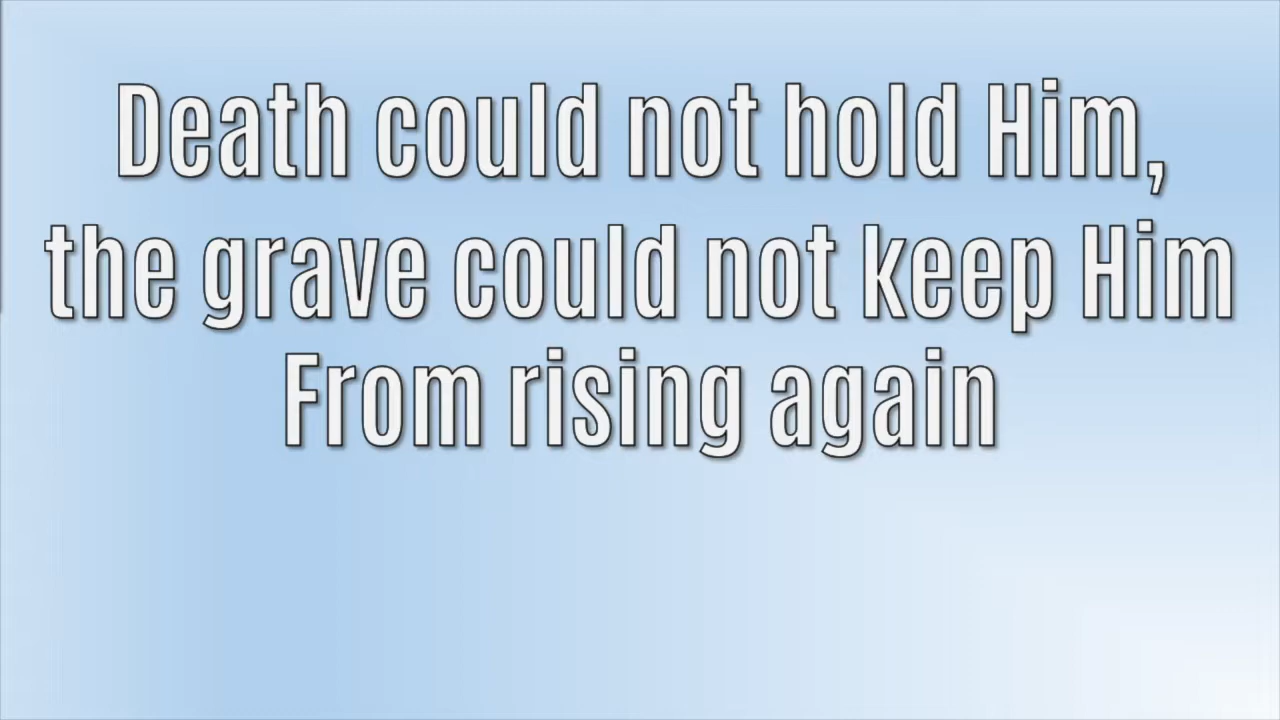 Death could not hold Him,
the grave could not keep Him
From rising again